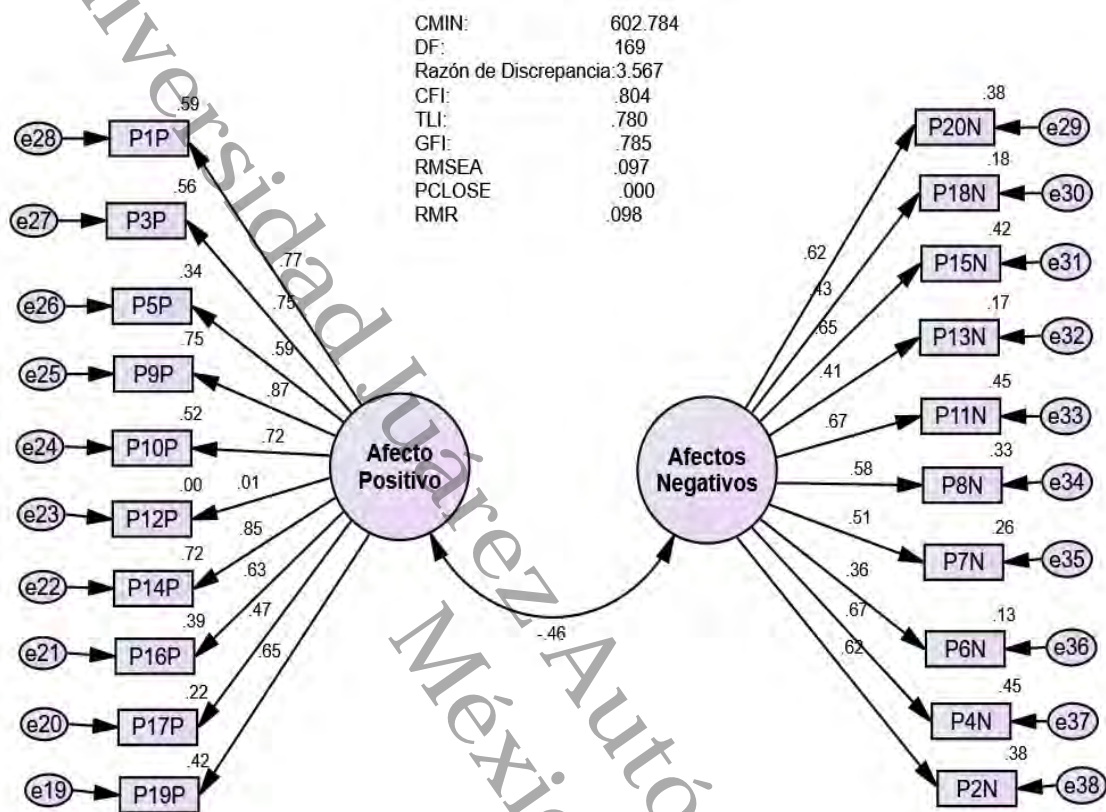 CMIN: 602.784
DF: 169
Razón de Discrepancia:3.567
CFI: .804
TLI: .780
GFI: .785
RMSEA .097
PCLOSE .000
RMR .098
.59
e28 P1P
.56
e27 P3P
.34
e26 P5P
.75
e25 P9P
.52
e24 P10P
.00
e23 P12P
.72
e22 P14P
.39
e21 P16P
.22
e20 P17P
.42
e19 P19P
.77
.75
.59
.87
.72
.01
.85
.63
.47
.65
Afecto
Positivo
-.46
Afectos
Negativos
.62
.43
.65
.41
.67
.58
.51
.36
.67
.62
.38
P20N e29
.18
P18N e30
.42
P15N e31
.17
P13N e32
.45
P11N e33
.33
P8N e34
.26
P7N e35
.13
P6N e36
.45
P4N e37
.38
P2N e38